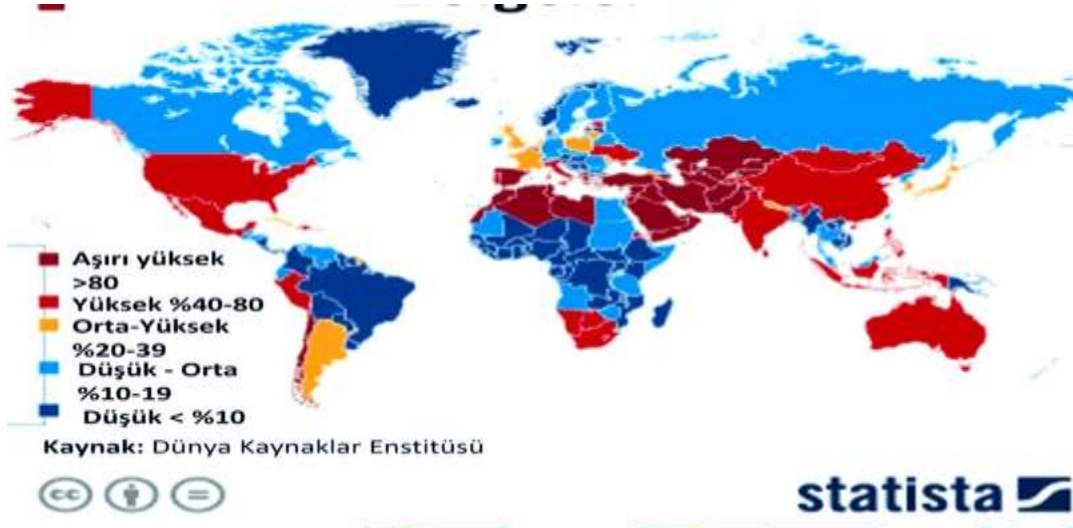 Aşırı yüksek
>80
Yüksek %40-80
Orta-Yüksek
%20-39
Düşük - Orta
%10-19
Düşük < %10
Kaynak: Dünya Kaynaklar Enstitüsü
cc
statista